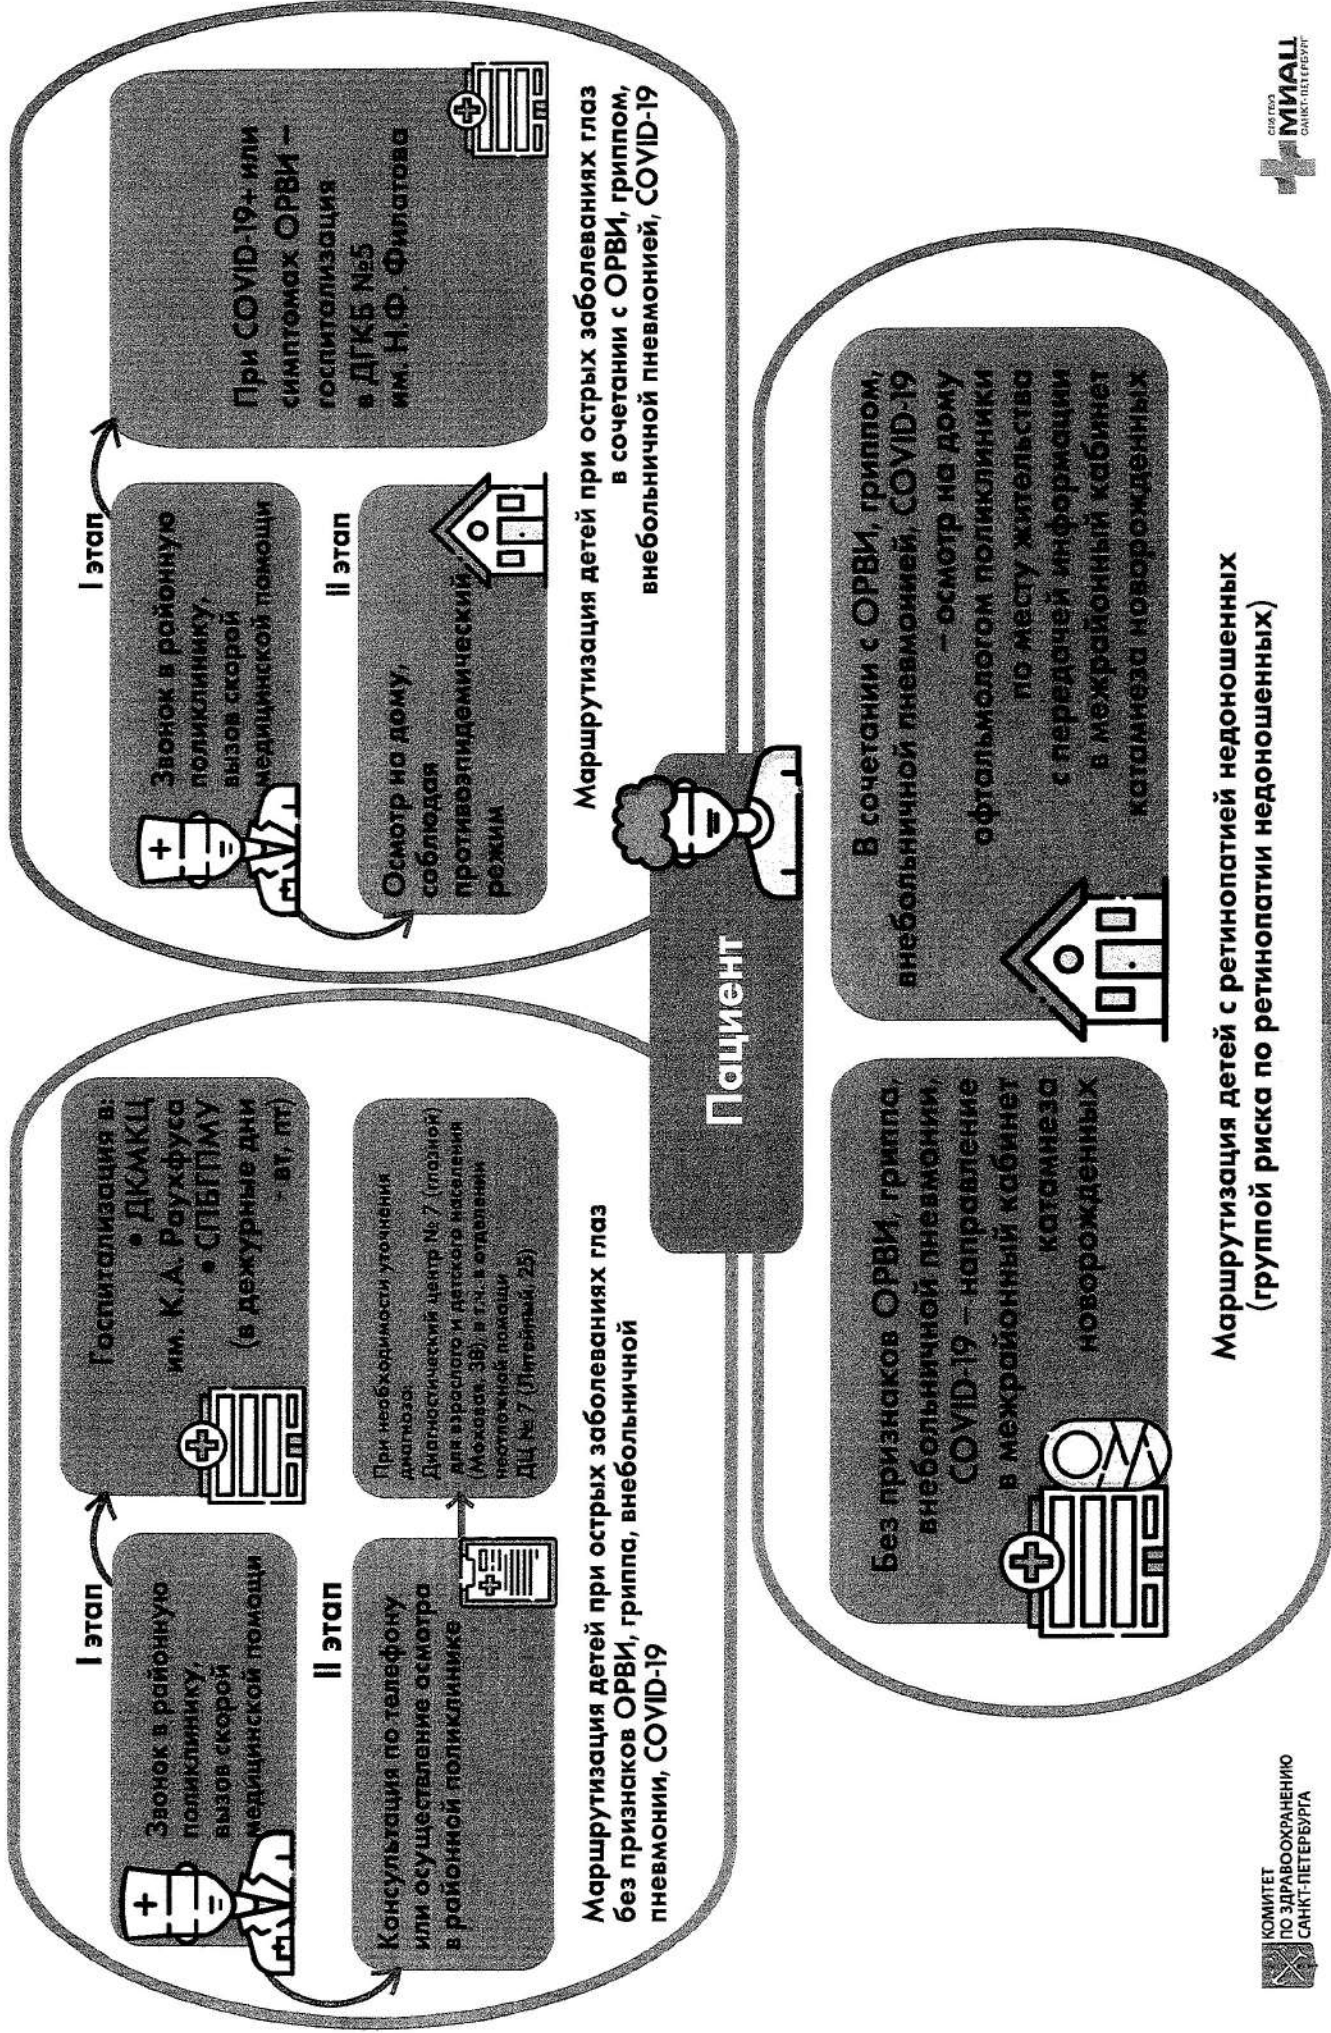 I этап
Звонок в районную
поликлинику,
вызов скорой
медицинской помощи
Госпитализация в:
• ДКМКЦ
им. К.А. Раухфуса
• СПБГПМУ
(в дежурные дни
- вт, пт)
II этап
Консультация по телефону
или осуществление осмотра
в районной поликлинике
При необходимости уточнения
диагноза:
Диагностический центр № 7 (глазной)
для взрослого и детского населения
(Моховая, 38), в т.ч. в отделении
неотложной помощи
ДЦ № 7 (Литейный, 25)
Маршрутизация детей при острых заболеваниях глаз
без признаков ОРВИ, гриппа, внебольничной
пневмонии, COVID-19
I этап
Звонок в районную
поликлинику,
вызов скорой
медицинской помощи
При COVID-19+ или
симптомах ОРВИ –
госпитализация
в ДГКБ №5
им. Н.Ф. Филатова
II этап
Осмотр на дому,
соблюдая
противоэпидемический
режим
Маршрутизация детей при острых заболеваниях глаз
в сочетании с ОРВИ, гриппом,
внебольничной пневмонией, COVID-19
Пациент
Без признаков ОРВИ, гриппа,
внебольничной пневмонии,
COVID-19 – направление
в межрайонный кабинет
катамнеза
новорожденных
В сочетании с ОРВИ, гриппом,
внебольничной пневмонией, COVID-19
– осмотр на дому
офтальмологом поликлиники
по месту жительства
с передачей информации
в межрайонный кабинет
катамнеза новорожденных
Маршрутизация детей с ретинопатией недоношенных
(группой риска по ретинопатии недоношенных)
КОМИТЕТ
ПО ЗДРАВООХРАНЕНИЮ
САНКТ-ПЕТЕРБУРГА
СПб ГБУЗ
МИАЦ
САНКТ-ПЕТЕРБУРГ